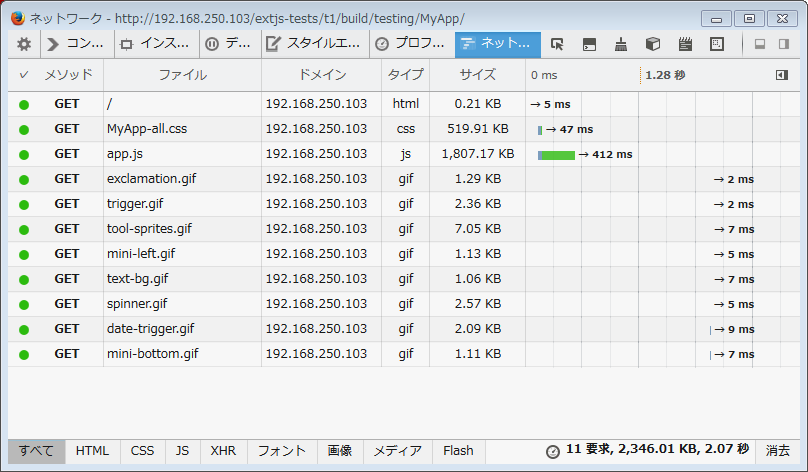 ネットワーク - http://192.168.250.103/extjs-tests/t1/build/testing/MyApp/
コン... インス... デ... スタイルエ... プロフ... ネット...
✓ メソッド ファイル ドメイン タイプ サイズ 0 ms 1.28 秒
GET / 192.168.250.103 html 0.21 KB → 5 ms
GET MyApp-all.css 192.168.250.103 css 519.91 KB → 47 ms
GET app.js 192.168.250.103 js 1,807.17 KB → 412 ms
GET exclamation.gif 192.168.250.103 gif 1.29 KB → 2 ms
GET trigger.gif 192.168.250.103 gif 2.36 KB → 2 ms
GET tool-sprites.gif 192.168.250.103 gif 7.05 KB → 7 ms
GET mini-left.gif 192.168.250.103 gif 1.13 KB → 5 ms
GET text-bg.gif 192.168.250.103 gif 1.06 KB → 7 ms
GET spinner.gif 192.168.250.103 gif 2.57 KB → 5 ms
GET date-trigger.gif 192.168.250.103 gif 2.09 KB → 9 ms
GET mini-bottom.gif 192.168.250.103 gif 1.11 KB → 7 ms
すべて HTML CSS JS XHR フォント 画像 メディア Flash 11 要求, 2,346.01 KB, 2.07 秒 消去